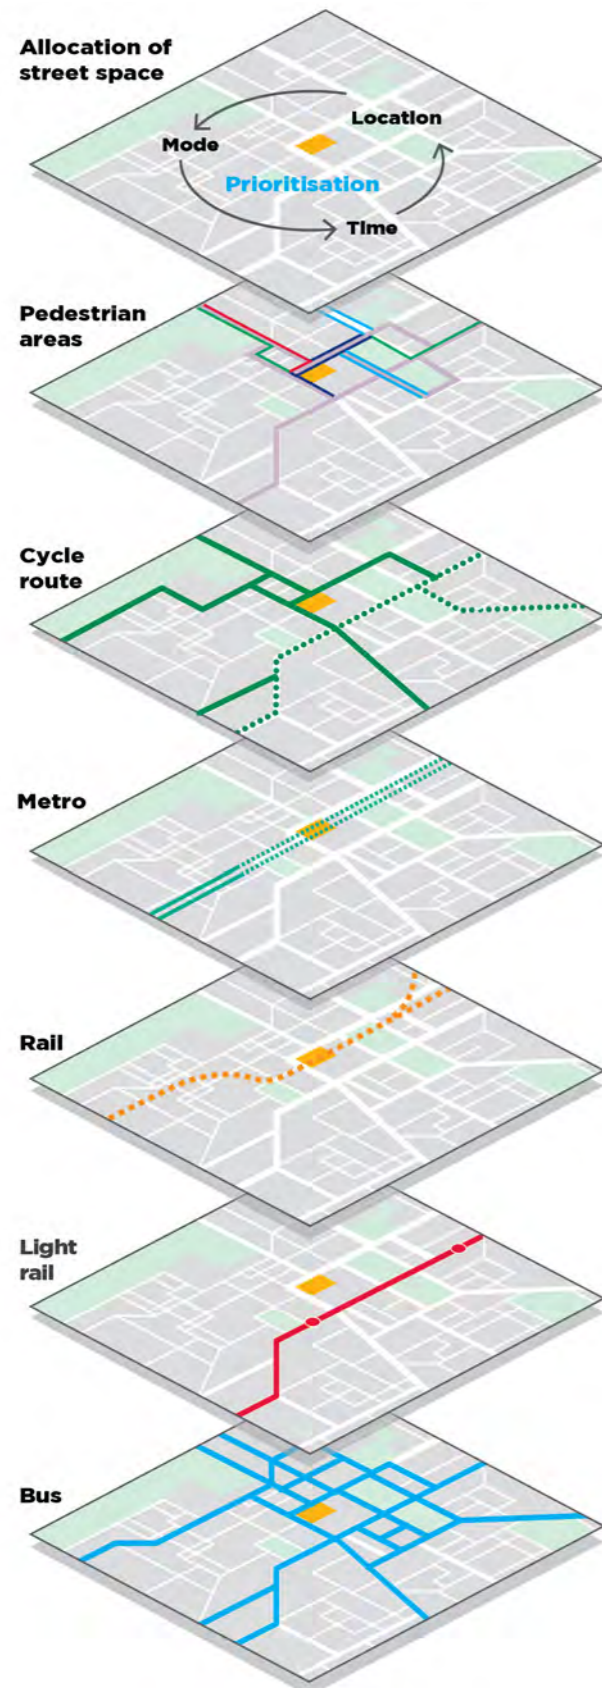 Allocation of
street space
Location
Mode
Prioritisation
Time
Pedestrian
areas
Cycle
route
Metro
Rail
Light
rail
Bus